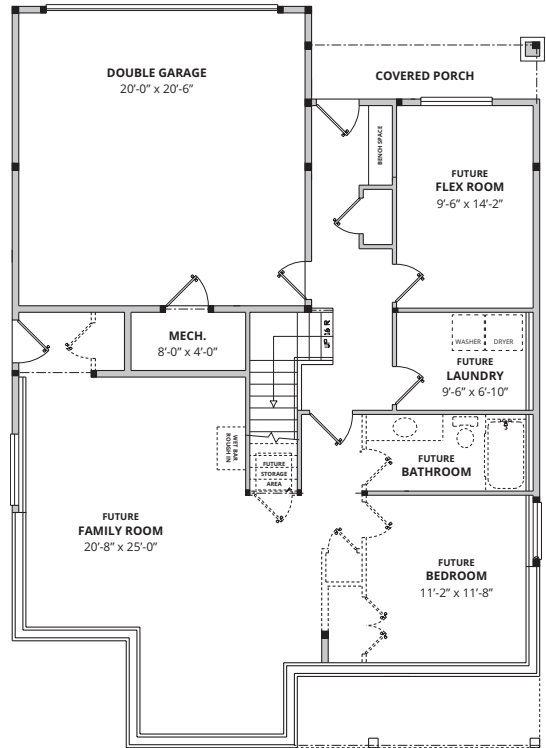 DOUBLE GARAGE
20'-0" x 20'-6"
COVERED PORCH
BENCH SPACE
FUTURE
FLEX ROOM
9'-6" x 14'-2"
MECH.
8'-0" x 4'-0"
UP 16 R
WASHER DRYER
FUTURE
LAUNDRY
9'-6" x 6'-10"
WET BAR
ROUGH IN
FUTURE
STORAGE
AREA
FUTURE
BATHROOM
FUTURE
FAMILY ROOM
20'-8" x 25'-0"
FUTURE
BEDROOM
11'-2" x 11'-8"